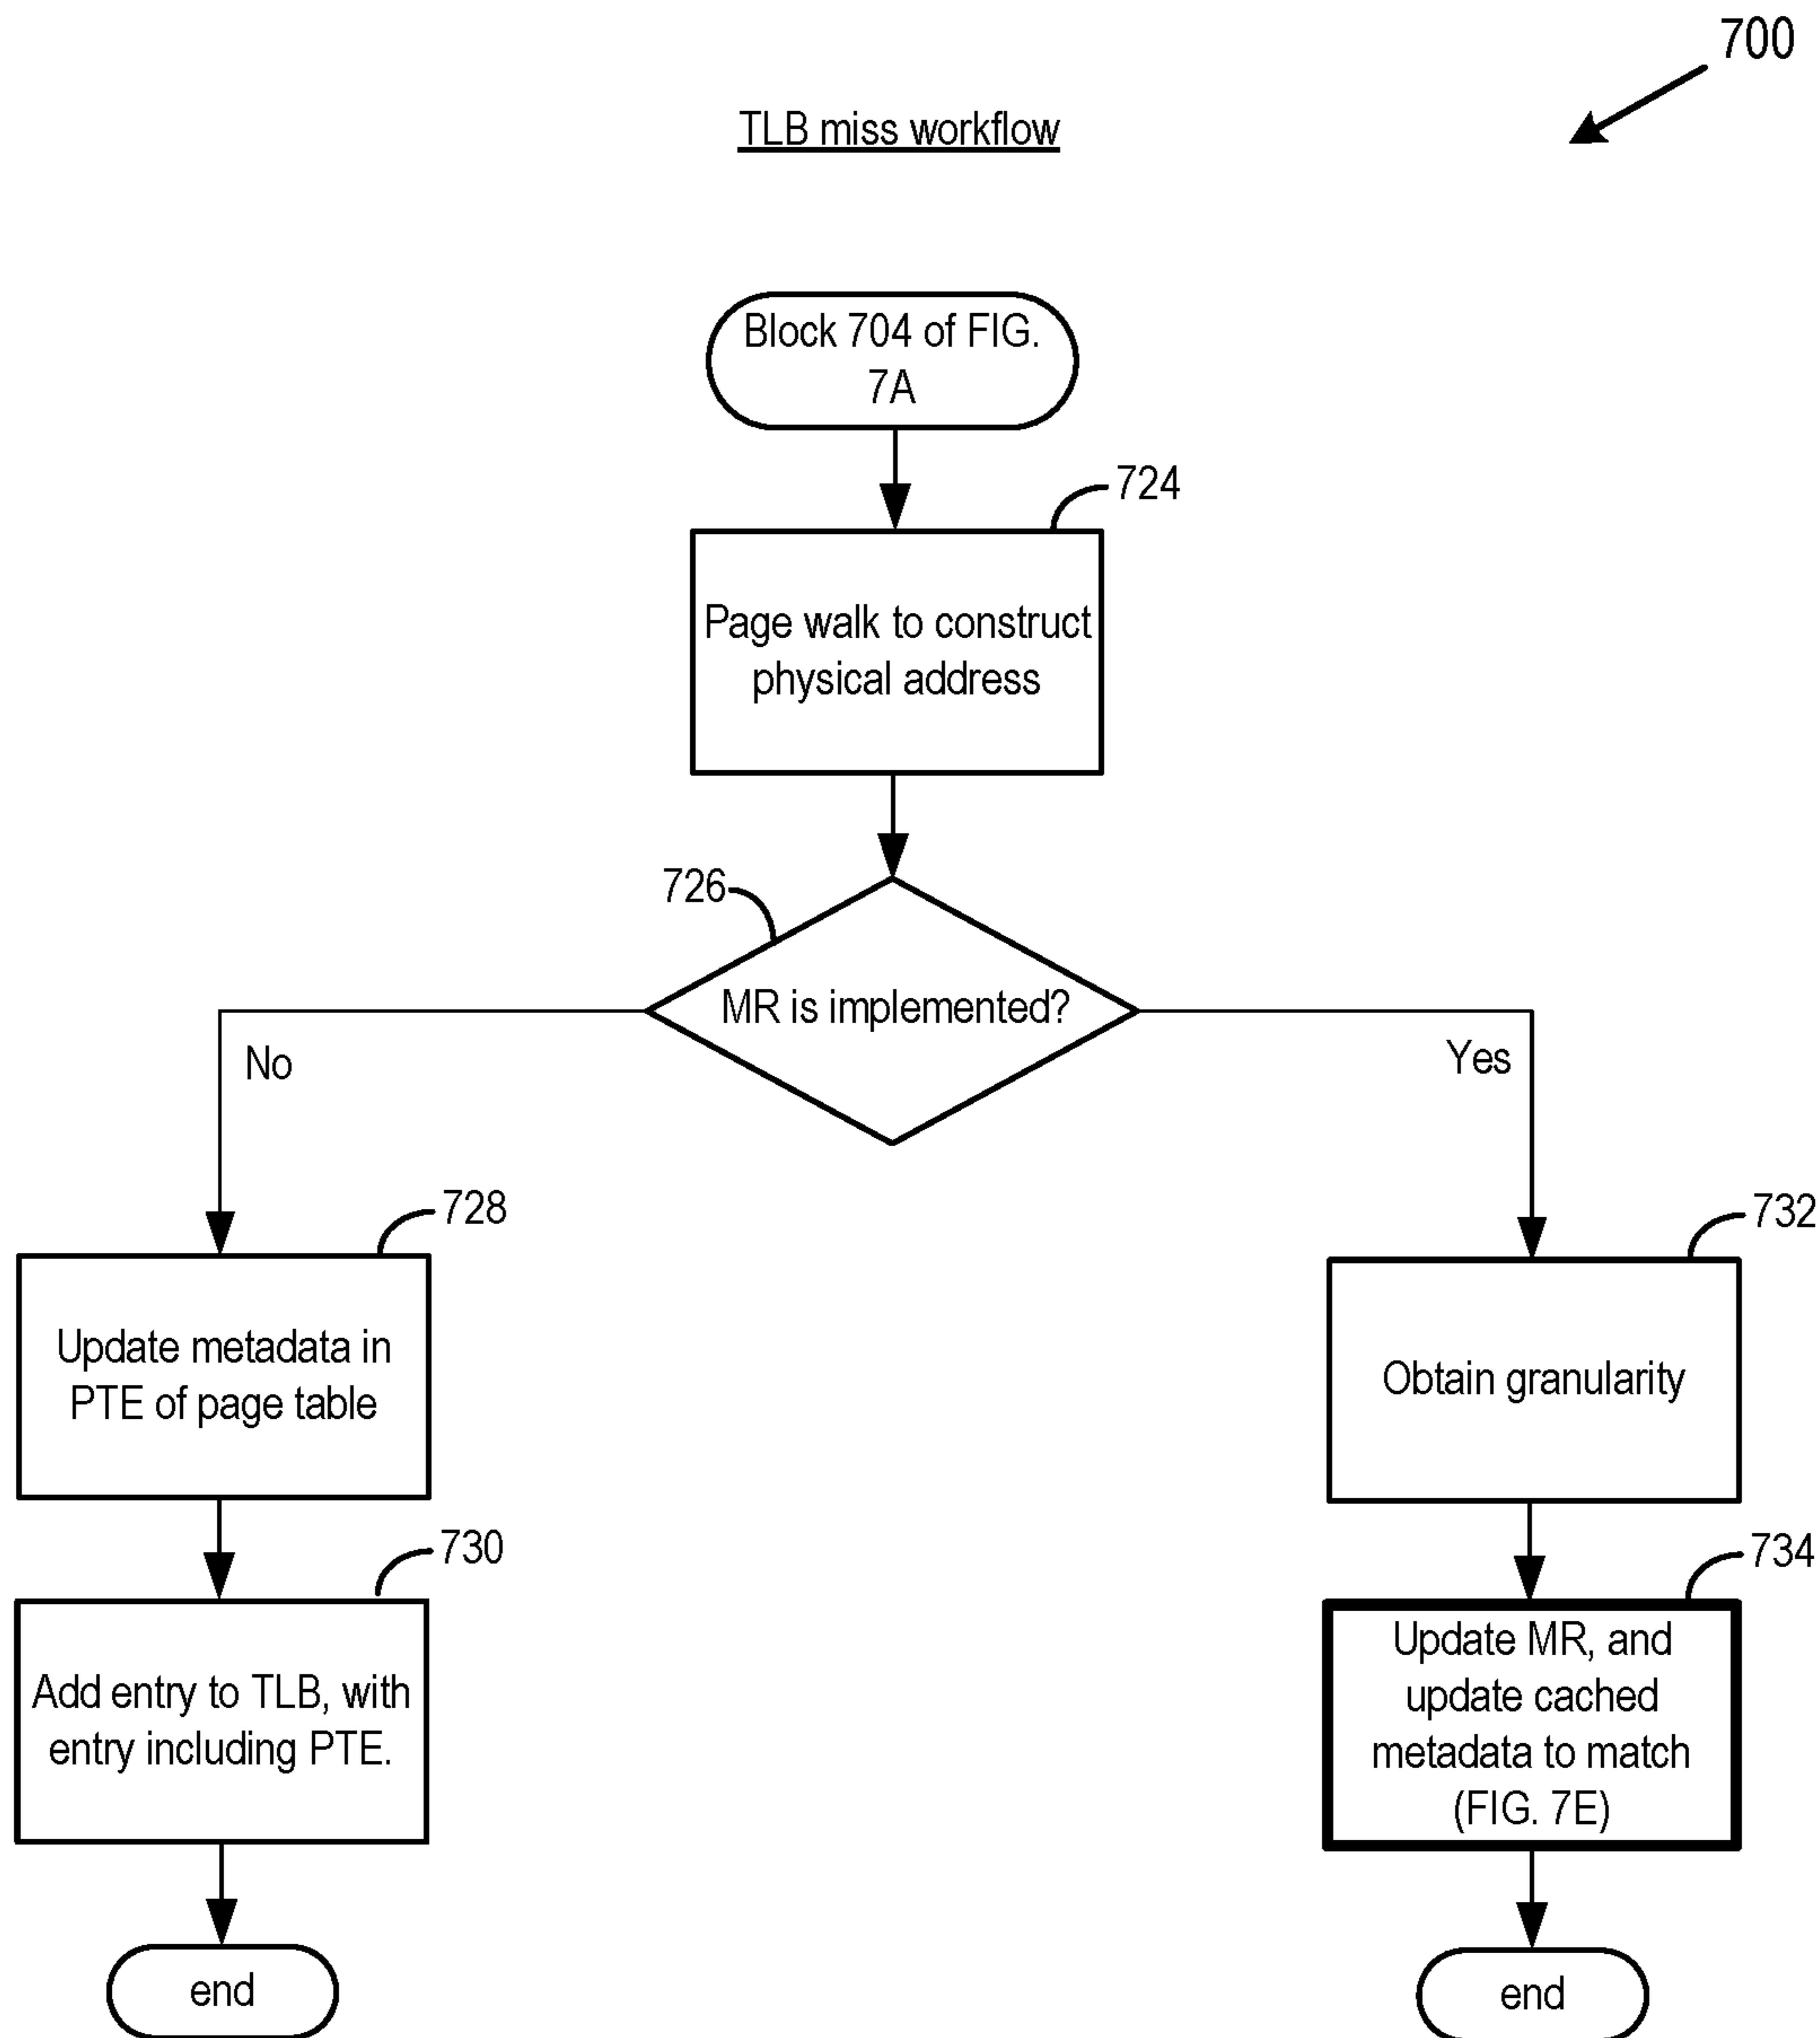 700
TLB miss workflow
Block 704 of FIG.
7A
724
Page walk to construct
physical address
726
MR is implemented?
No
Yes
728
732
Update metadata in
PTE of page table
Obtain granularity
730
734
Add entry to TLB, with
entry including PTE.
Update MR, and
update cached
metadata to match
(FIG. 7E)
end
end